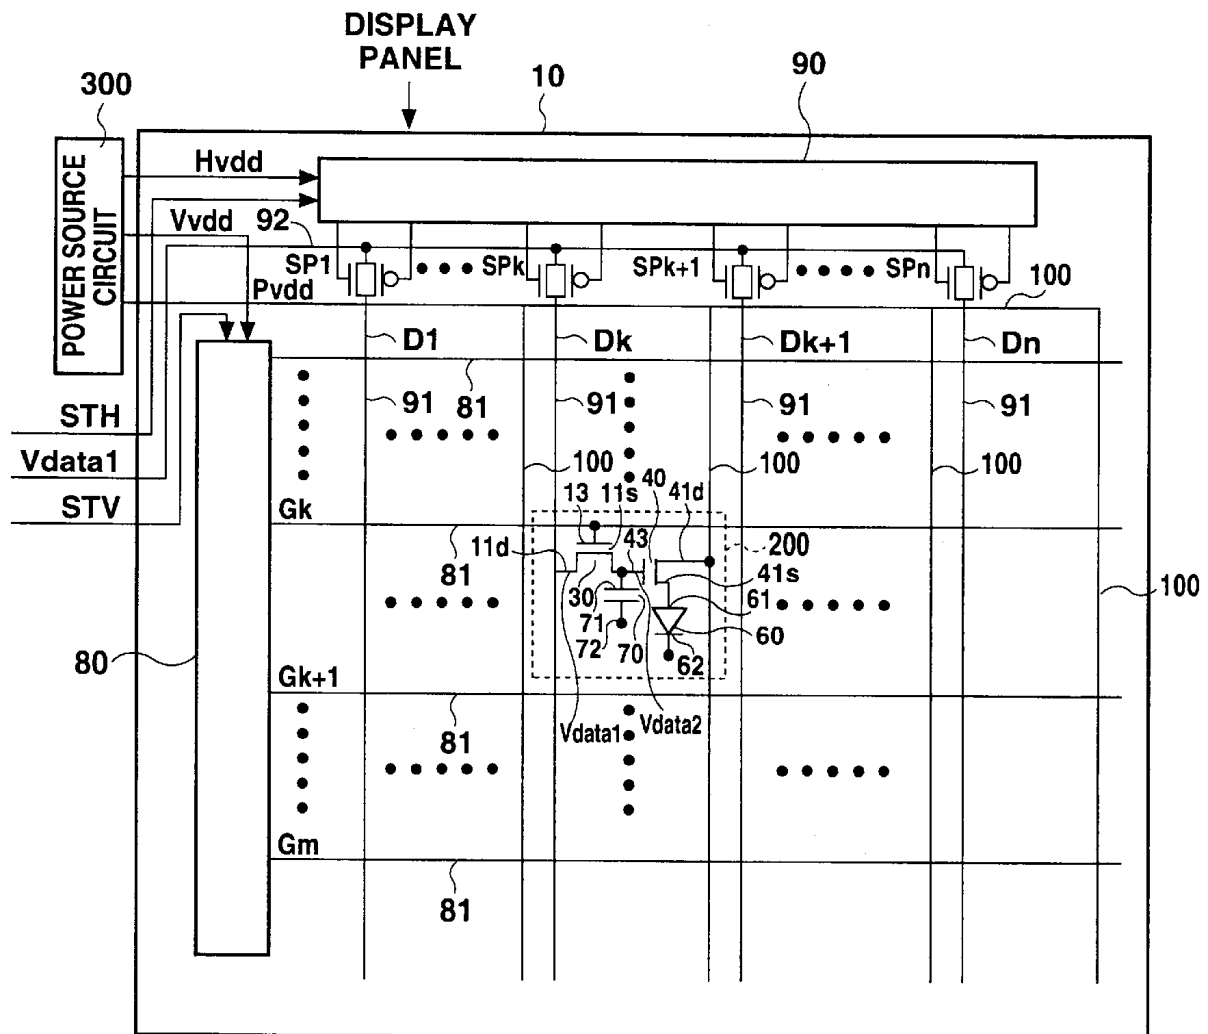 DISPLAY
PANEL
300
10
90
POWER SOURCE
CIRCUIT
Hvdd
Vvdd
92
SP1
SPk
SPk+1
SPn
Pvdd
100
D1
Dk
Dk+1
Dn
STH
91
81
91
91
91
Vdata1
100
100
100
STV
Gk
13
11s
40
41d
11d
43
200
81
41s
30
61
100
71
60
72
70
62
80
Gk+1
81
Vdata1
Vdata2
Gm
81